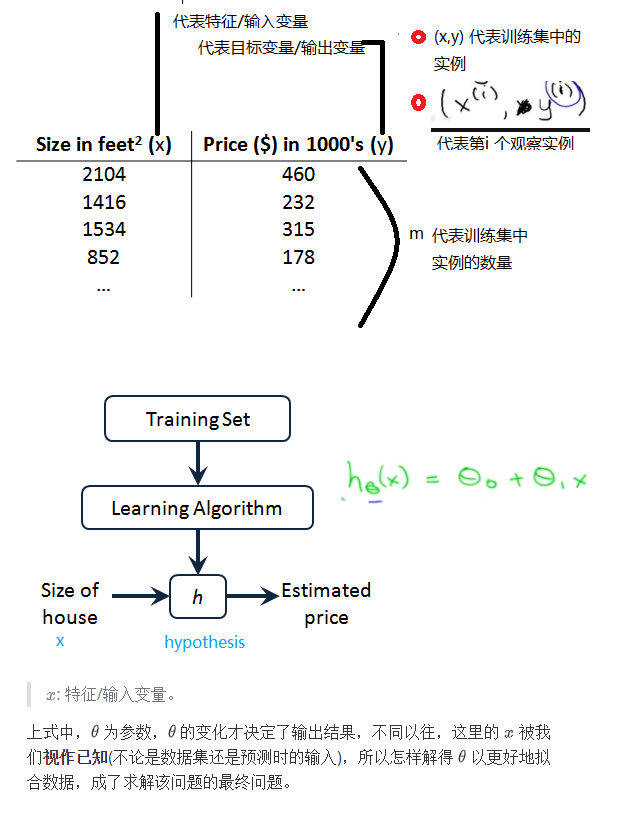 代表特征/输入变量
代表目标变量/输出变量
(x,y) 代表训练集中的
实例
(x(i), y(i))
代表第i 个观察实例
Size in feet² (x) Price ($) in 1000's (y)
2104 460
1416 232
1534 315
852 178
... ...
m 代表训练集中
实例的数量
Training Set
Learning Algorithm
hθ(x) = θ₀ + θ₁x
Size of
house
x
h
hypothesis
Estimated
price
x: 特征/输入变量。
上式中，θ 为参数，θ 的变化才决定了输出结果，不同以往，这里的 x 被我
们视作已知(不论是数据集还是预测时的输入)，所以怎样解得 θ 以更好地拟
合数据，成了求解该问题的最终问题。